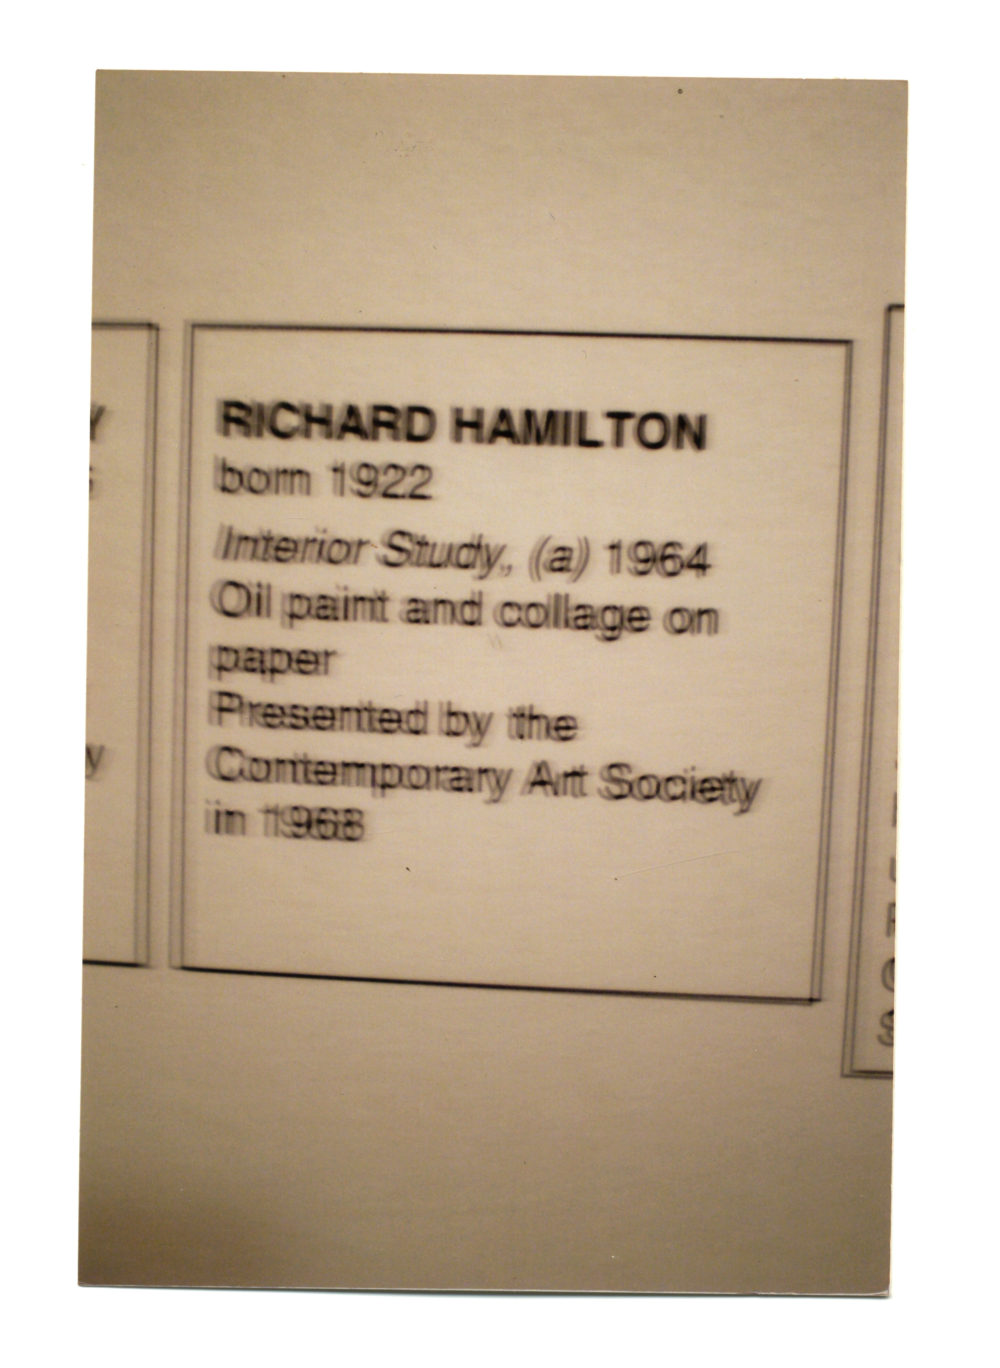 RICHARD HAMILTON
born 1922
Interior Study, (a) 1964
Oil paint and collage on
paper
Presented by the
Contemporary Art Society
in 1968